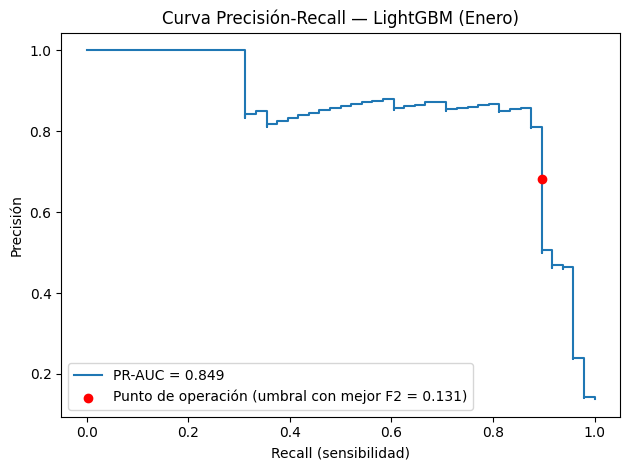 Curva Precisión-Recall — LightGBM (Enero)
1.0
0.8
0.6
0.4
0.2
Precisión
PR-AUC = 0.849
Punto de operación (umbral con mejor F2 = 0.131)
0.0 0.2 0.4 0.6 0.8 1.0
Recall (sensibilidad)